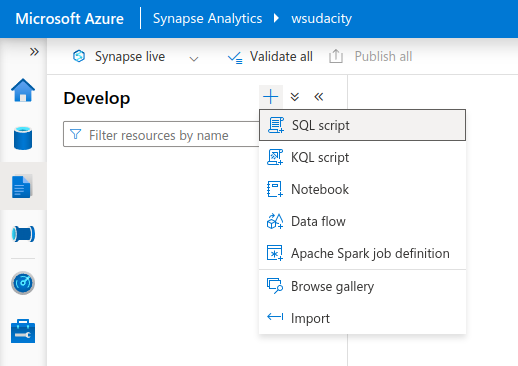 Microsoft Azure Synapse Analytics wsudacity
Synapse live Validate all Publish all
Develop
Filter resources by name
SQL script
KQL script
Notebook
Data flow
Apache Spark job definition
Browse gallery
Import